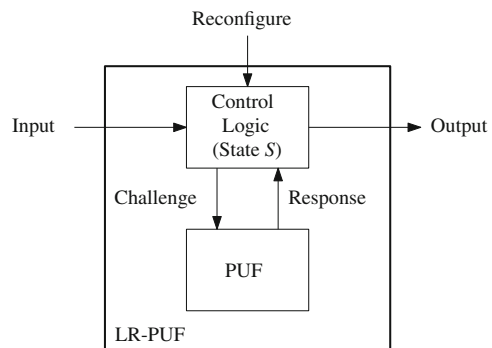 Reconfigure
Input
Control
Logic
(State S)
Output
Challenge
Response
PUF
LR-PUF